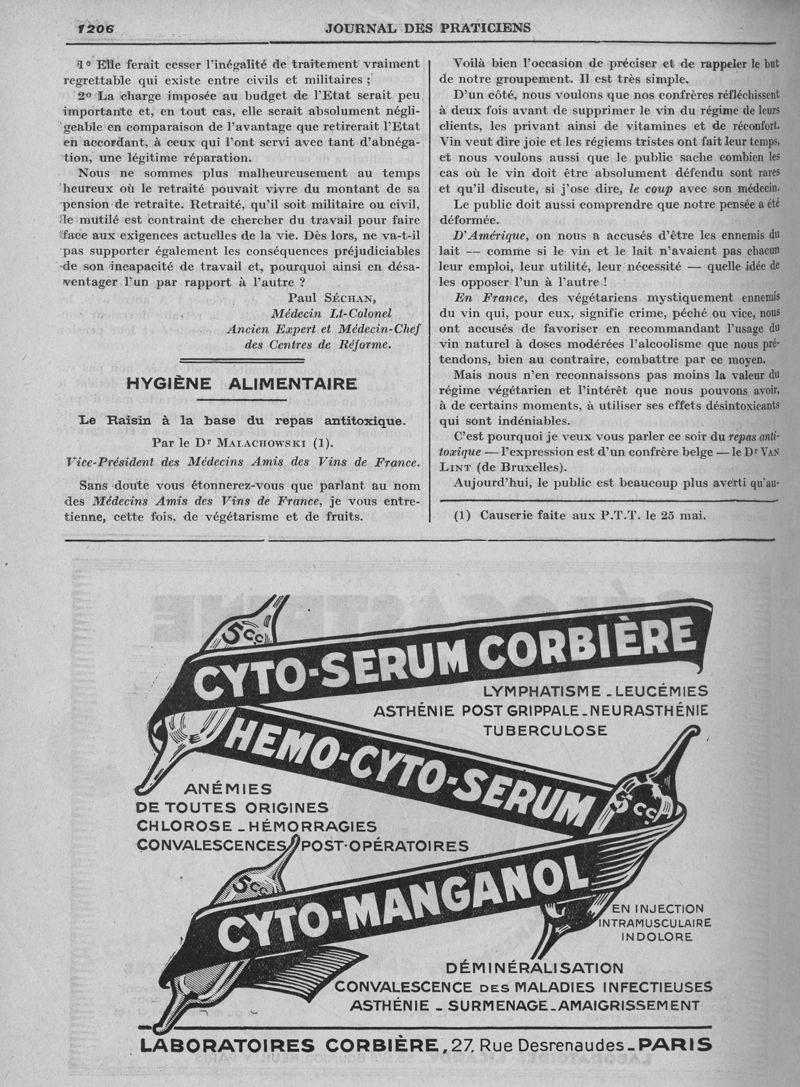 1206
JOURNAL DES PRATICIENS
1º Elle ferait cesser l'inégalité de traitement vraiment
regrettable qui existe entre civils et militaires ;
2º La charge imposée au budget de l'Etat serait peu
importante et, en tout cas, elle serait absolument négli-
geable en comparaison de l'avantage que retirerait l'Etat
en accordant, à ceux qui l'ont servi avec tant d'abnéga-
tion, une légitime réparation.
Nous ne sommes plus malheureusement au temps
heureux où le retraité pouvait vivre du montant de sa
pension de retraite. Retraité, qu'il soit militaire ou civil,
le mutilé est contraint de chercher du travail pour faire
face aux exigences actuelles de la vie. Dès lors, ne va-t-il
pas supporter également les conséquences préjudiciables
de son incapacité de travail et, pourquoi ainsi en désa-
vantager l'un par rapport à l'autre ?
Paul SÉCHAN,
Médecin Lt-Colonel
Ancien Expert et Médecin-Chef
des Centres de Réforme.
HYGIÈNE ALIMENTAIRE
Le Raisin à la base du repas antitoxique.
Par le Dr MALACHOWSKI (1).
Vice-Président des Médecins Amis des Vins de France.
Sans doute vous étonnerez-vous que parlant au nom
des Médecins Amis des Vins de France, je vous entre-
tienne, cette fois, de végétarisme et de fruits.
Voilà bien l'occasion de préciser et de rappeler le but
de notre groupement. Il est très simple.
D'un côté, nous voulons que nos confrères réfléchissent
à deux fois avant de supprimer le vin du régime de leurs
clients, les privant ainsi de vitamines et de réconfort.
Vin veut dire joie et les régiems tristes ont fait leur temps,
et nous voulons aussi que le public sache combien les
cas où le vin doit être absolument défendu sont rares
et qu'il discute, si j'ose dire, le coup avec son médecin.
Le public doit aussi comprendre que notre pensée a été
déformée.
D'Amérique, on nous a accusés d'être les ennemis du
lait — comme si le vin et le lait n'avaient pas chacun
leur emploi, leur utilité, leur nécessité — quelle idée de
les opposer l'un à l'autre !
En France, des végétariens mystiquement ennemis
du vin qui, pour eux, signifie crime, péché ou vice, nous
ont accusés de favoriser en recommandant l'usage du
vin naturel à doses modérées l'alcoolisme que nous pré-
tendons, bien au contraire, combattre par ce moyen.
Mais nous n'en reconnaissons pas moins la valeur du
régime végétarien et l'intérêt que nous pouvons avoir,
à de certains moments, à utiliser ses effets désintoxicants
qui sont indéniables.
C'est pourquoi je veux vous parler ce soir du repas anti-
toxique — l'expression est d'un confrère belge — le Dr VAN
LINT (de Bruxelles).
Aujourd'hui, le public est beaucoup plus averti qu'au-
(1) Causerie faite aux P.T.T. le 25 mai.
5cc.
CYTO-SERUM CORBIÈRE
LYMPHATISME - LEUCÉMIES
ASTHÉNIE POST GRIPPALE - NEURASTHÉNIE
TUBERCULOSE
HEMO-CYTO-SERUM
5cc.
ANÉMIES
DE TOUTES ORIGINES
CHLOROSE - HÉMORRAGIES
CONVALESCENCES POST-OPÉRATOIRES
5cc.
CYTO-MANGANOL
EN INJECTION
INTRAMUSCULAIRE
INDOLORE
DÉMINÉRALISATION
CONVALESCENCE DES MALADIES INFECTIEUSES
ASTHÉNIE - SURMENAGE - AMAIGRISSEMENT
LABORATOIRES CORBIÈRE, 27, Rue Desrenaudes - PARIS